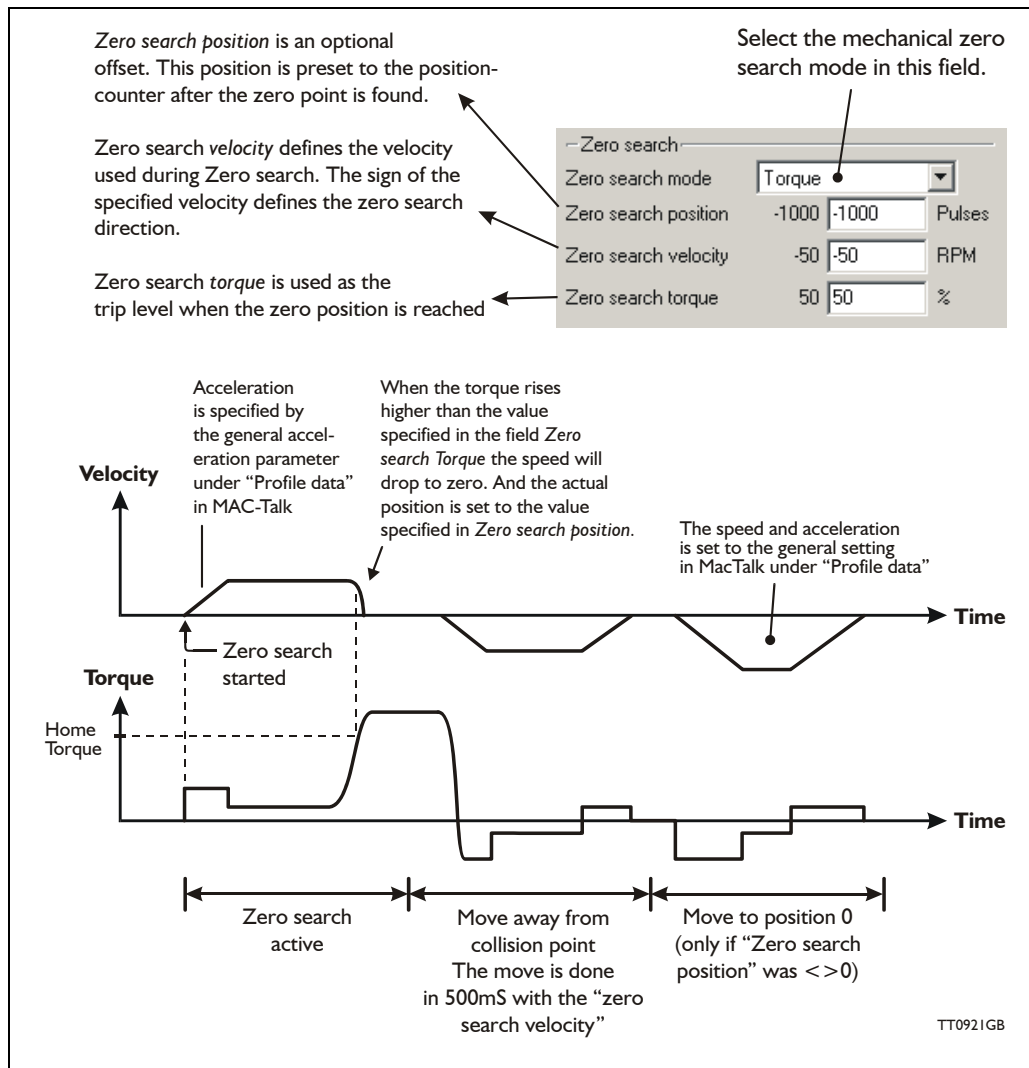 Zero search position is an optional
offset. This position is preset to the position-
counter after the zero point is found.
Zero search velocity defines the velocity
used during Zero search. The sign of the
specified velocity defines the zero search
direction.
Zero search torque is used as the
trip level when the zero position is reached
Select the mechanical zero
search mode in this field.
Zero search
Zero search mode Torque
Zero search position -1000 -1000 Pulses
Zero search velocity -50 -50 RPM
Zero search torque 50 50 %
Acceleration
is specified by
the general accel-
eration parameter
under “Profile data”
in MAC-Talk
When the torque rises
higher than the value
specified in the field Zero
search Torque the speed will
drop to zero. And the actual
position is set to the value
specified in Zero search position.
The speed and acceleration
is set to the general setting
in MacTalk under “Profile data”
Velocity
Time
Zero search
started
Torque
Home
Torque
Time
Zero search
active
Move away from
collision point
The move is done
in 500mS with the “zero
search velocity”
Move to position 0
(only if “Zero search
position” was <>0)
TT0921GB